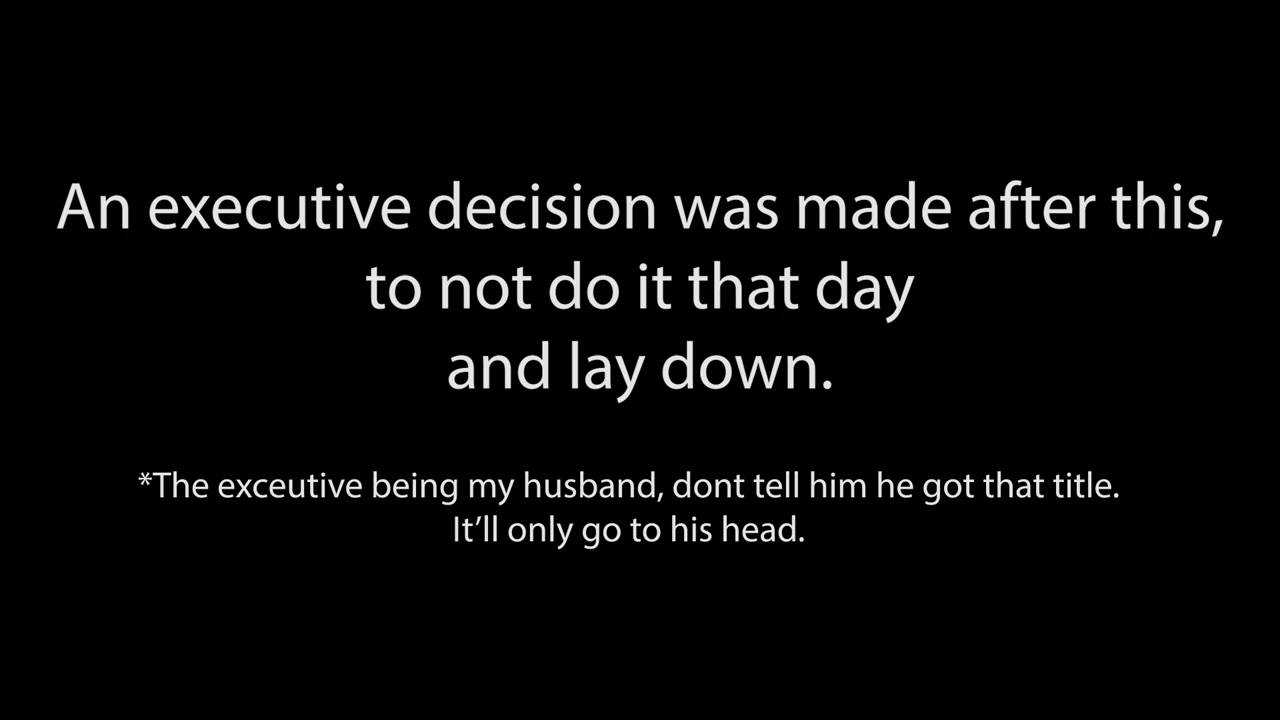 An executive decision was made after this,
to not do it that day
and lay down.
*The exceutive being my husband, dont tell him he got that title.
It’ll only go to his head.